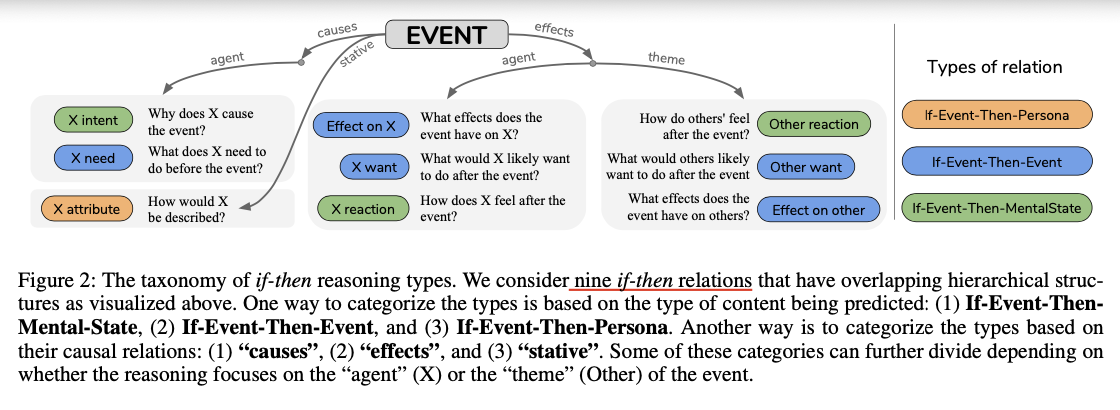 EVENT
causes
stative
effects
agent
agent
theme
X intent
Why does X cause
the event?
X need
What does X need to
do before the event?
X attribute
How would X
be described?
Effect on X
What effects does the
event have on X?
X want
What would X likely want
to do after the event?
X reaction
How does X feel after the
event?
How do others' feel
after the event?
Other reaction
What would others likely
want to do after the event
Other want
What effects does the
event have on others?
Effect on other
Types of relation
If-Event-Then-Persona
If-Event-Then-Event
If-Event-Then-MentalState
Figure 2: The taxonomy of if-then reasoning types. We consider nine if-then relations that have overlapping hierarchical struc-
tures as visualized above. One way to categorize the types is based on the type of content being predicted: (1) If-Event-Then-
Mental-State, (2) If-Event-Then-Event, and (3) If-Event-Then-Persona. Another way is to categorize the types based on
their causal relations: (1) “causes”, (2) “effects”, and (3) “stative”. Some of these categories can further divide depending on
whether the reasoning focuses on the “agent” (X) or the “theme” (Other) of the event.